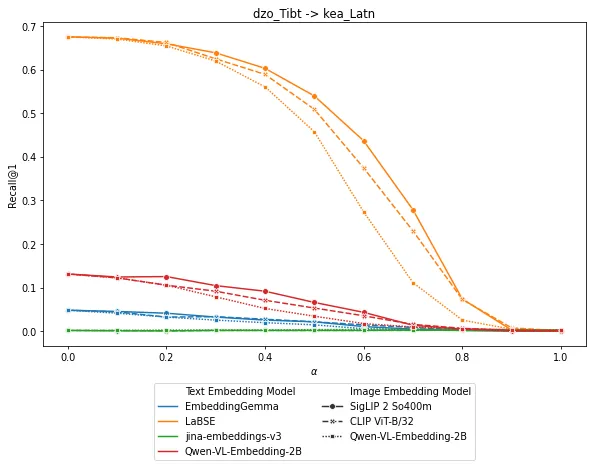 dzo_Tibt -> kea_Latn
0.7
0.6
0.5
0.4
0.3
0.2
0.1
0.0
Recall@1
0.0 0.2 0.4 0.6 0.8 1.0
α
Text Embedding Model Image Embedding Model
EmbeddingGemma SigLIP 2 So400m
LaBSE CLIP ViT-B/32
jina-embeddings-v3 Qwen-VL-Embedding-2B
Qwen-VL-Embedding-2B